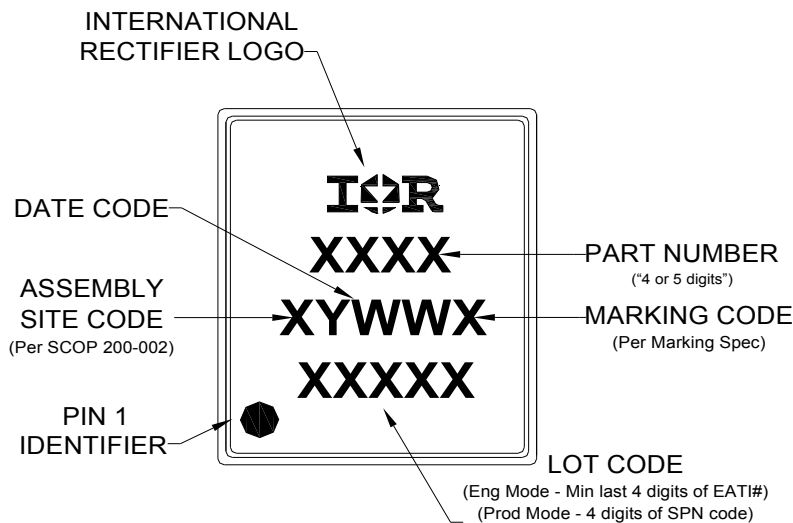 INTERNATIONAL
RECTIFIER LOGO
IOR
DATE CODE
XXXX
PART NUMBER
(“4 or 5 digits”)
ASSEMBLY
SITE CODE
(Per SCOP 200-002)
XYWWX
MARKING CODE
(Per Marking Spec)
XXXXX
PIN 1
IDENTIFIER
LOT CODE
(Eng Mode - Min last 4 digits of EATI#)
(Prod Mode - 4 digits of SPN code)